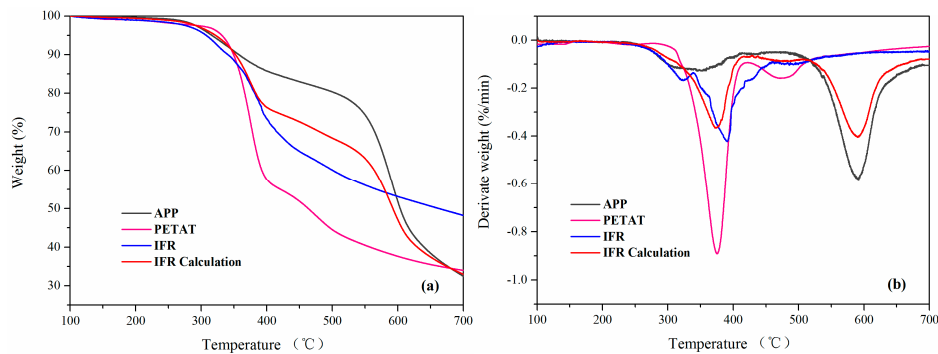 100
90
80
70
60
50
40
30
Weight (%)
APP
PETAT
IFR
IFR Calculation
(a)
100 200 300 400 500 600 700
Temperature (℃)
0.0
-0.2
-0.4
-0.6
-0.8
-1.0
Derivate weight (%/min)
APP
PETAT
IFR
IFR Calculation
(b)
100 200 300 400 500 600 700
Temperature (℃)